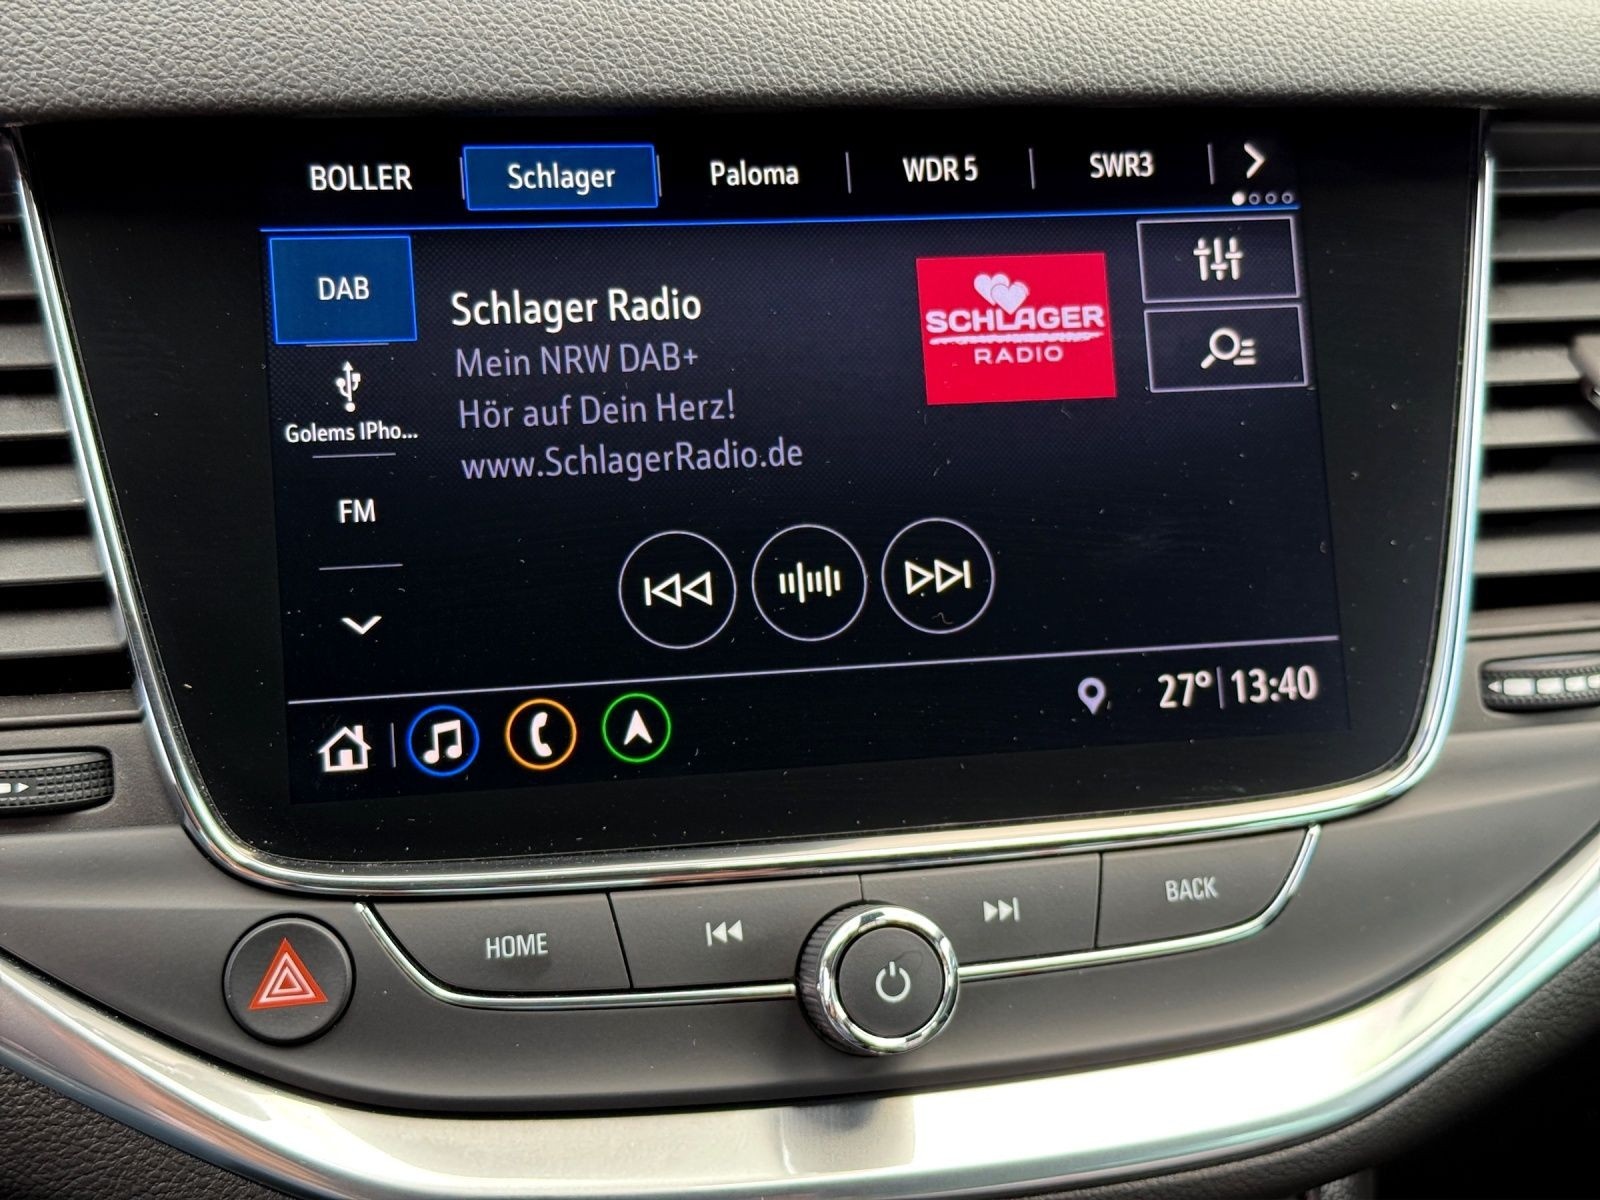 BOLLER Schlager Paloma WDR 5 SWR3
DAB
Schlager Radio
Mein NRW DAB+
Hör auf Dein Herz!
www.SchlagerRadio.de
SCHLAGER
RADIO
Golems IPho...
FM
27° 13:40
HOME
BACK